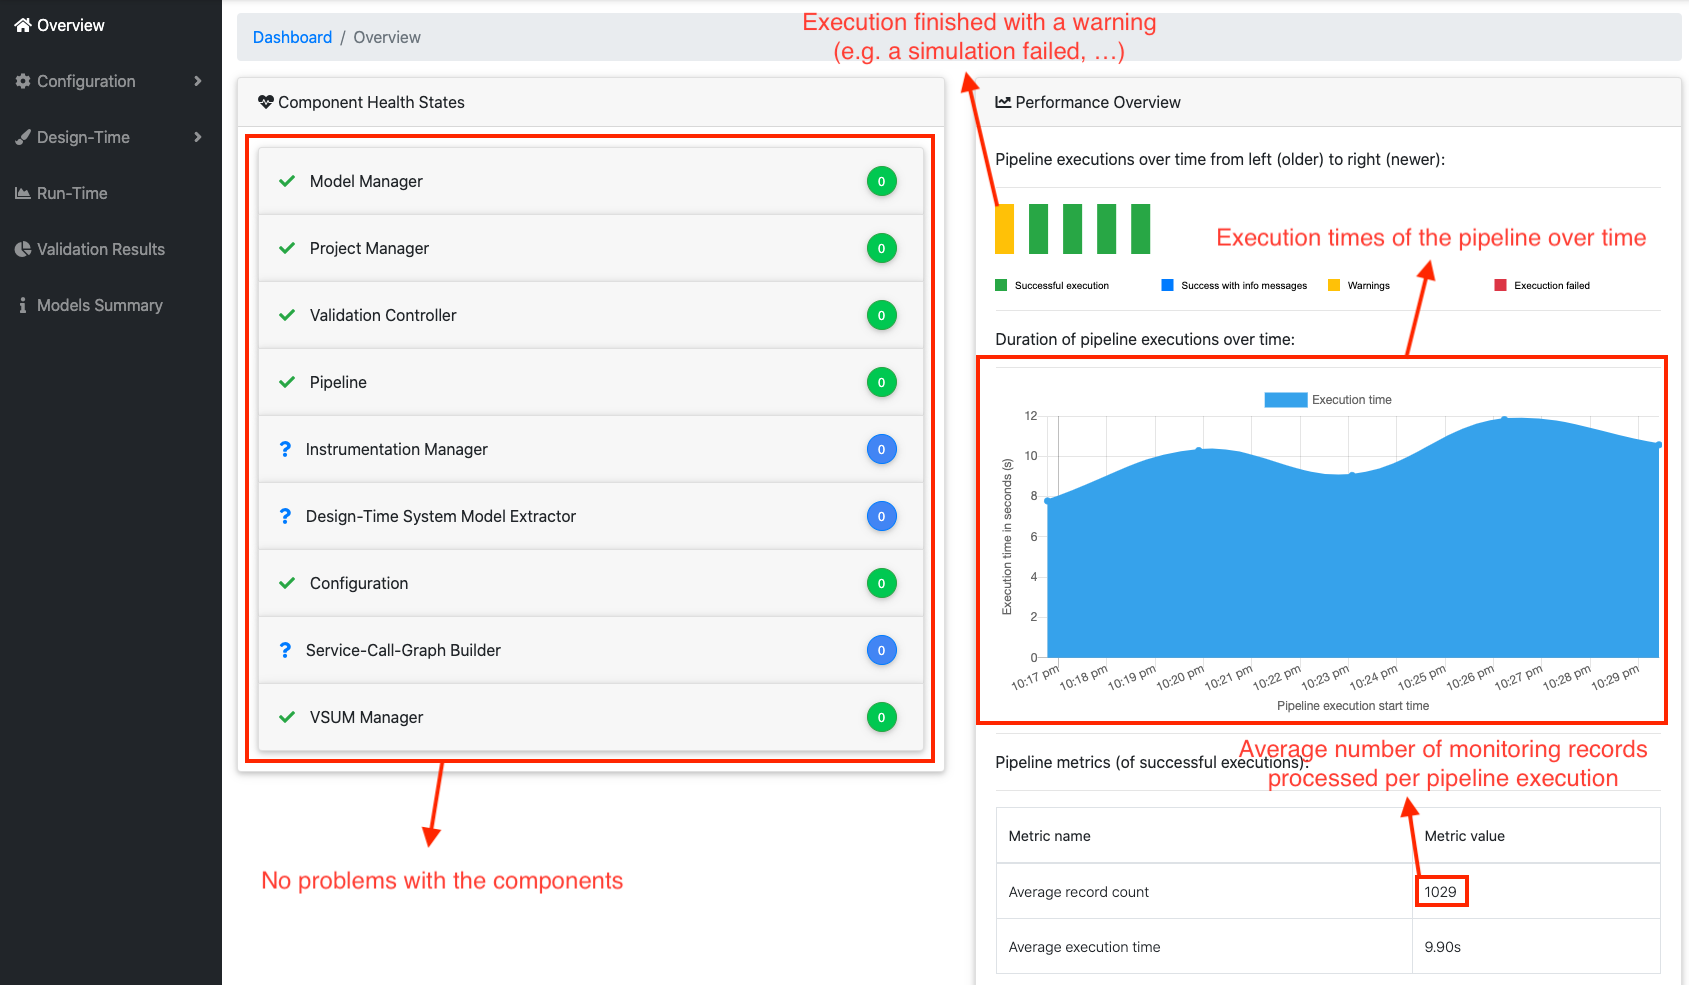 Overview
Configuration
Design-Time
Run-Time
Validation Results
Models Summary
Dashboard / Overview
Execution finished with a warning
(e.g. a simulation failed, ...)
Component Health States
Model Manager 0
Project Manager 0
Validation Controller 0
Pipeline 0
? Instrumentation Manager 0
? Design-Time System Model Extractor 0
Configuration 0
? Service-Call-Graph Builder 0
VSUM Manager 0
No problems with the components
Performance Overview
Pipeline executions over time from left (older) to right (newer):
Execution times of the pipeline over time
Successful execution Success with info messages Warnings Execution failed
Duration of pipeline executions over time:
Execution time
Execution time in seconds (s)
12
10
8
6
4
2
0
10:17 pm 10:18 pm 10:19 pm 10:20 pm 10:21 pm 10:22 pm 10:23 pm 10:24 pm 10:25 pm 10:26 pm 10:27 pm 10:28 pm 10:29 pm
Pipeline execution start time
Average number of monitoring records
processed per pipeline execution
Pipeline metrics (of successful executions):
Metric name Metric value
Average record count 1029
Average execution time 9.90s